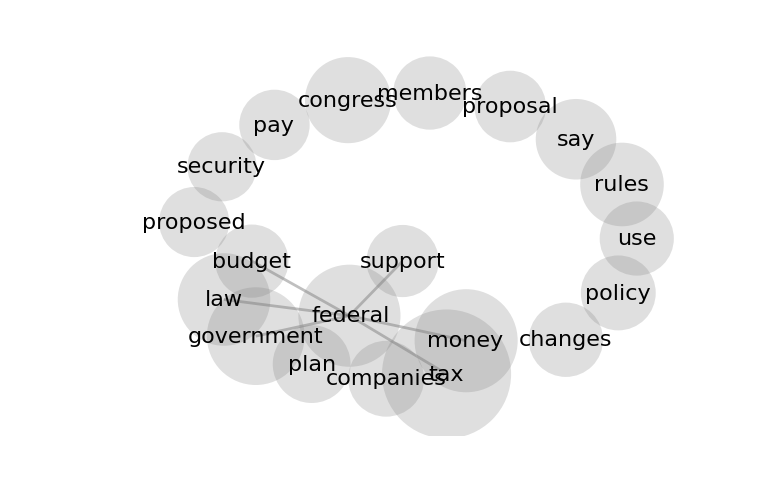 members
congress
proposal
pay
say
security
rules
proposed
use
budget
support
policy
law
federal
government
money
changes
plan
tax
companies